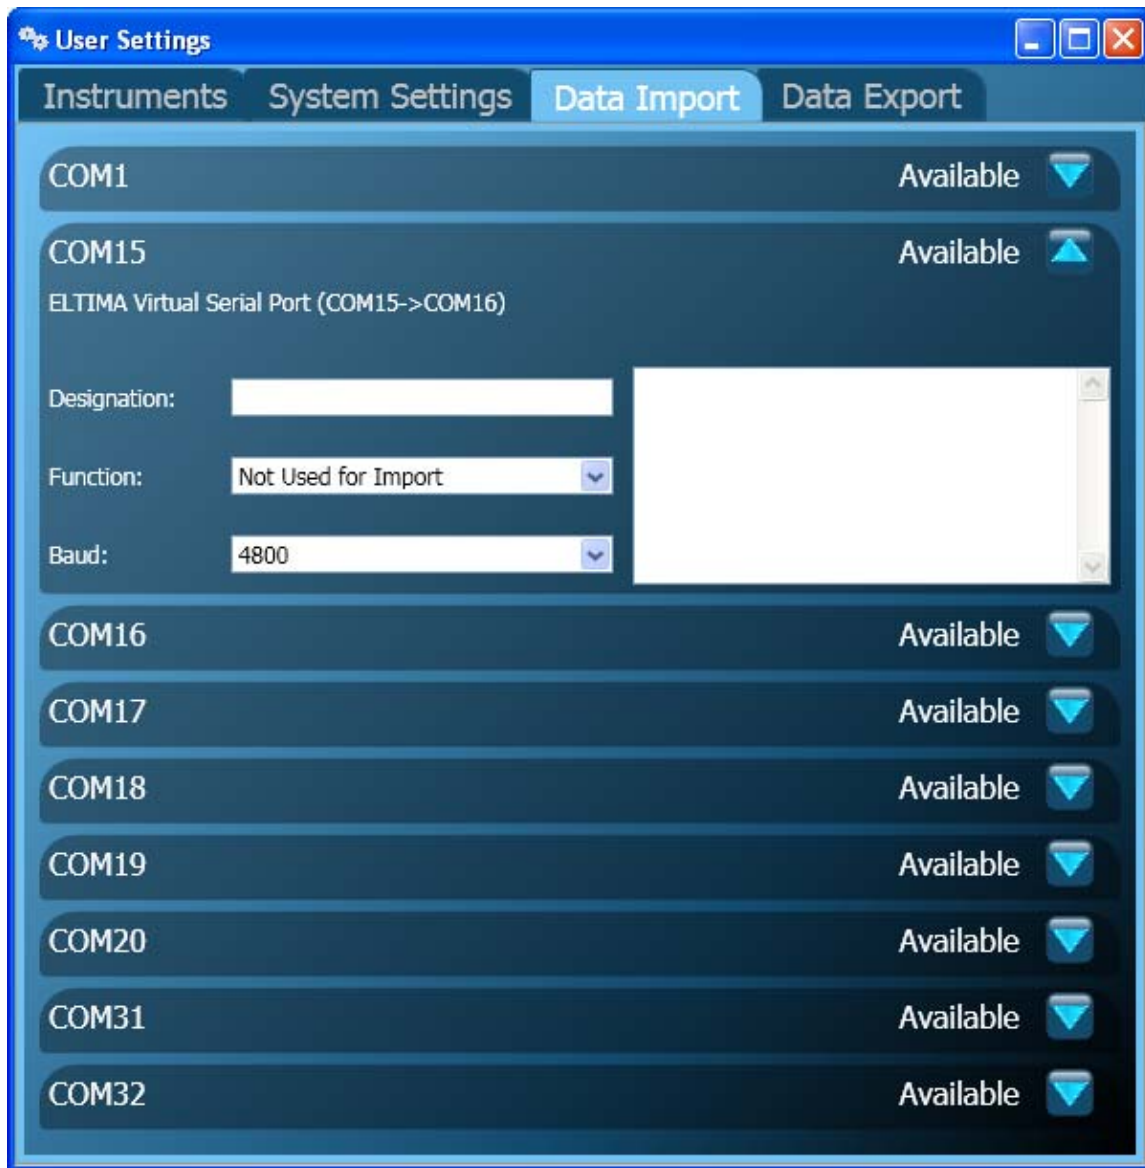 User Settings
Instruments System Settings Data Import Data Export
COM1 Available
COM15 Available
ELTIMA Virtual Serial Port (COM15->COM16)
Designation:
Function: Not Used for Import
Baud: 4800
COM16 Available
COM17 Available
COM18 Available
COM19 Available
COM20 Available
COM31 Available
COM32 Available